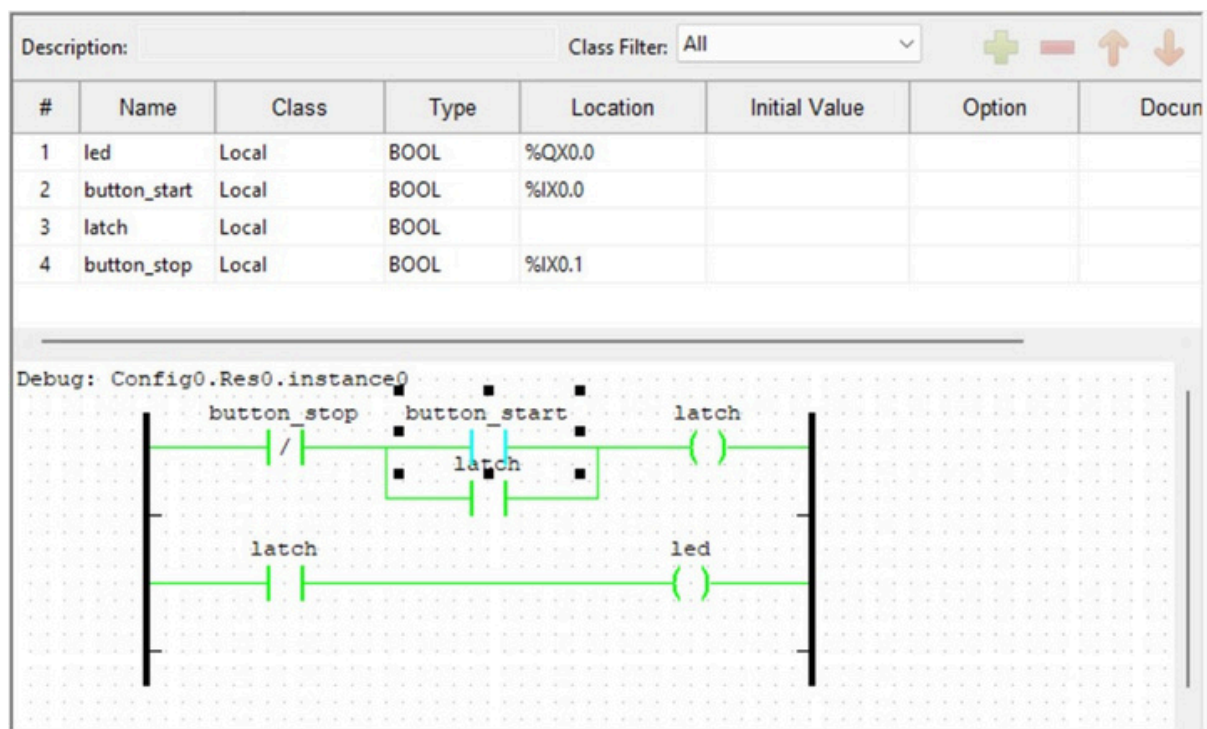 Description: Class Filter: All
# Name Class Type Location Initial Value Option Docun
1 led Local BOOL %QX0.0
2 button_start Local BOOL %IX0.0
3 latch Local BOOL
4 button_stop Local BOOL %IX0.1
Debug: Config0.Res0.instance0
button_stop button_start latch
/
latch
latch led